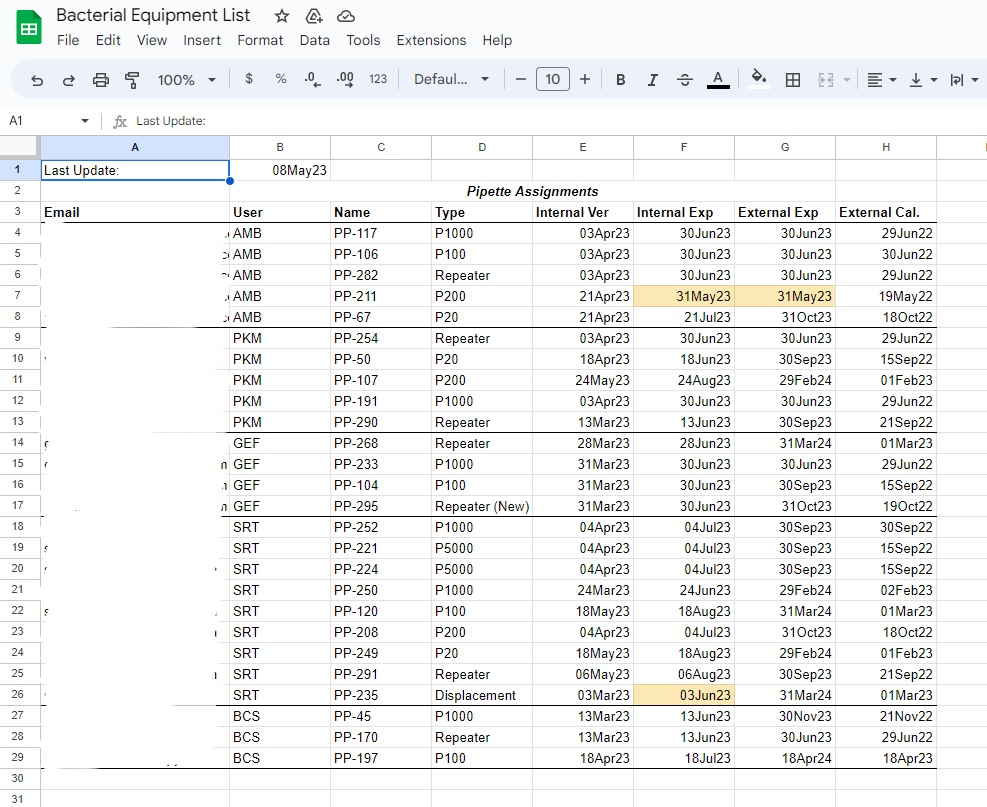 Bacterial Equipment List
File Edit View Insert Format Data Tools Extensions Help
100% $ % .0 .00 123 Defaul... 10 B I S A
A1 fx Last Update:
A B C D E F G H
1 Last Update: 08May23
2 Pipette Assignments
3 Email User Name Type Internal Ver Internal Exp External Exp External Cal.
4 AMB PP-117 P1000 03Apr23 30Jun23 30Jun23 29Jun22
5 AMB PP-106 P100 03Apr23 30Jun23 30Jun23 30Jun22
6 AMB PP-282 Repeater 03Apr23 30Jun23 30Jun23 29Jun22
7 AMB PP-211 P200 21Apr23 31May23 31May23 19May22
8 AMB PP-67 P20 21Apr23 21Jul23 31Oct23 18Oct22
9 PKM PP-254 Repeater 03Apr23 30Jun23 30Jun23 29Jun22
10 PKM PP-50 P20 18Apr23 18Jun23 30Sep23 15Sep22
11 PKM PP-107 P200 24May23 24Aug23 29Feb24 01Feb23
12 PKM PP-191 P1000 03Apr23 30Jun23 30Jun23 29Jun22
13 PKM PP-290 Repeater 13Mar23 13Jun23 30Sep23 21Sep22
14 GEF PP-268 Repeater 28Mar23 28Jun23 31Mar24 01Mar23
15 GEF PP-233 P1000 31Mar23 30Jun23 30Jun23 29Jun22
16 GEF PP-104 P100 31Mar23 30Jun23 30Sep23 15Sep22
17 GEF PP-295 Repeater (New) 31Mar23 30Jun23 31Oct23 19Oct22
18 SRT PP-252 P1000 04Apr23 04Jul23 30Sep23 30Sep22
19 SRT PP-221 P5000 04Apr23 04Jul23 30Sep23 15Sep22
20 SRT PP-224 P5000 04Apr23 04Jul23 30Sep23 15Sep22
21 SRT PP-250 P1000 24Mar23 24Jun23 29Feb24 02Feb23
22 SRT PP-120 P100 18May23 18Aug23 31Mar24 01Mar23
23 SRT PP-208 P200 04Apr23 04Jul23 31Oct23 18Oct22
24 SRT PP-249 P20 18May23 18Aug23 29Feb24 01Feb23
25 SRT PP-291 Repeater 06May23 06Aug23 30Sep23 21Sep22
26 SRT PP-235 Displacement 03Mar23 03Jun23 31Mar24 01Mar23
27 BCS PP-45 P1000 13Mar23 13Jun23 30Nov23 21Nov22
28 BCS PP-170 Repeater 13Mar23 13Jun23 30Jun23 29Jun22
29 BCS PP-197 P100 18Apr23 18Jul23 18Apr24 18Apr23
30
31